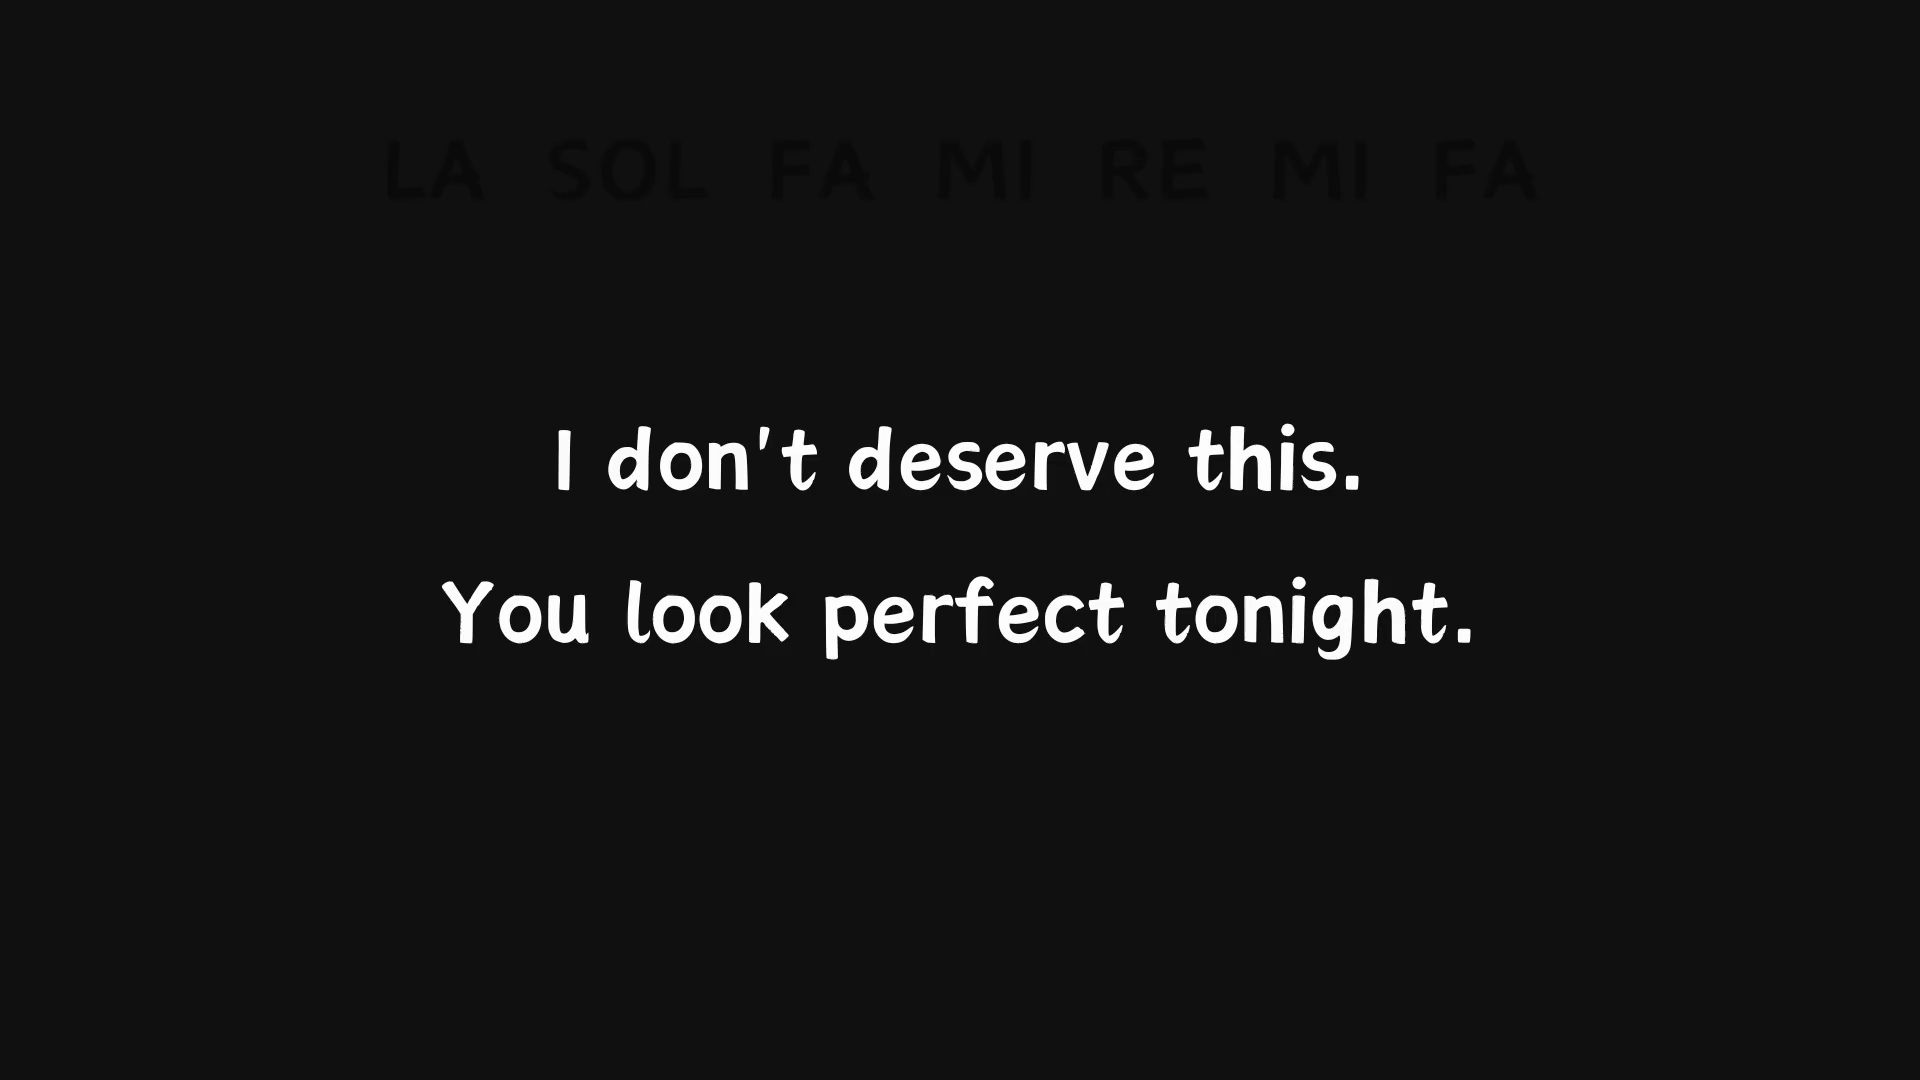 LA SOL FA MI RE MI FA
I don't deserve this.
You look perfect tonight.